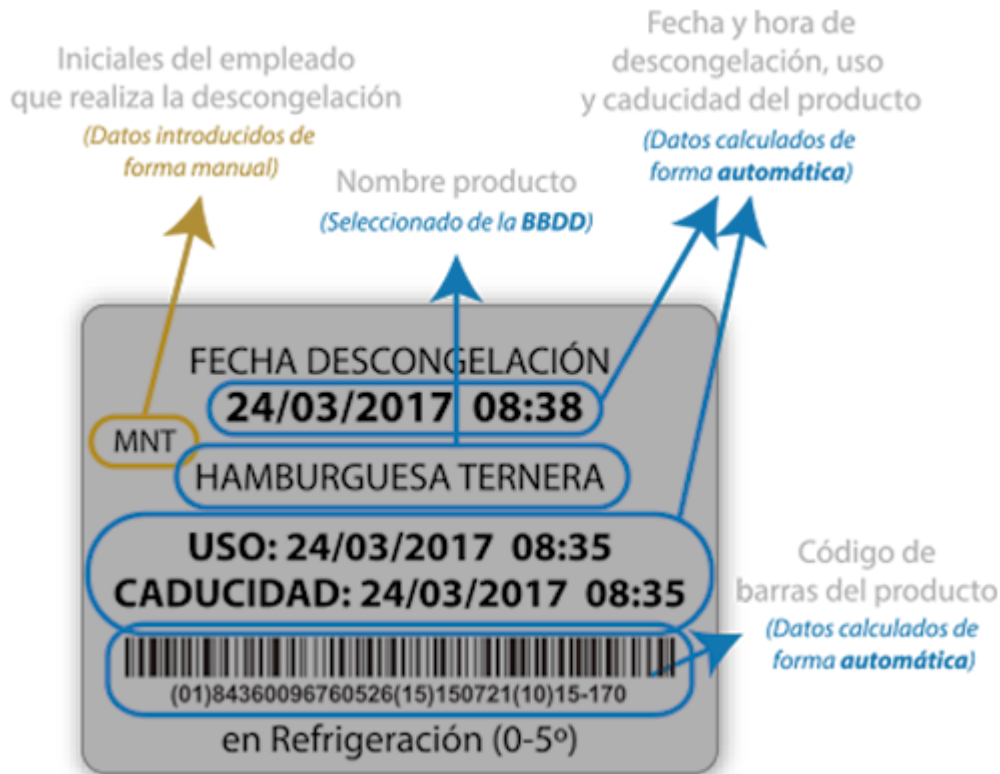 Iniciales del empleado
que realiza la descongelación
(Datos introducidos de
forma manual)
Fecha y hora de
descongelación, uso
y caducidad del producto
(Datos calculados de
forma automática)
Nombre producto
(Seleccionado de la BBDD)
FECHA DESCONGELACIÓN
24/03/2017 08:38
MNT
HAMBURGUESA TERNERA
USO: 24/03/2017 08:35
CADUCIDAD: 24/03/2017 08:35
(01)84360096760526(15)150721(10)15-170
en Refrigeración (0-5º)
Código de
barras del producto
(Datos calculados de
forma automática)